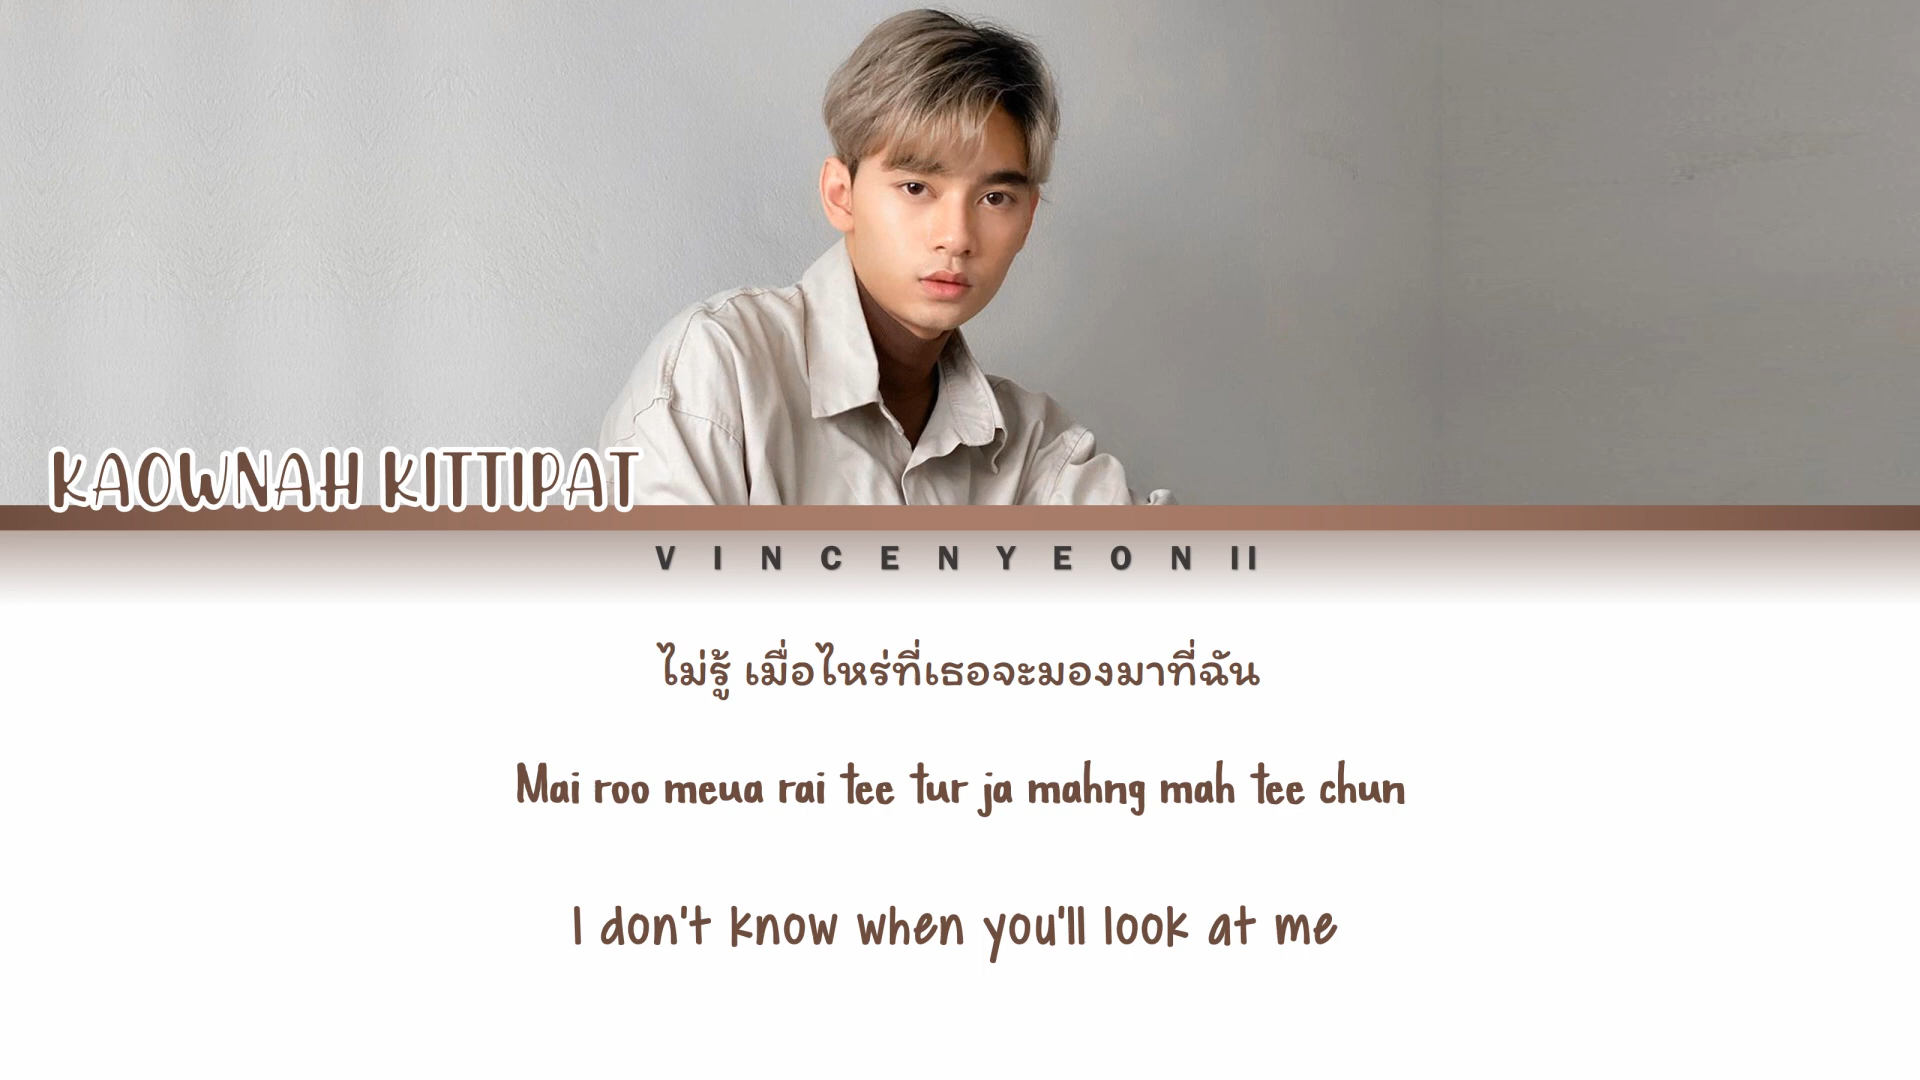 KAOWNAH KITTIPAT
VINCENYEON II
ไม่รู้ เมื่อไหร่ที่เธอจะมองมาที่ฉัน
Mai roo meua rai tee tur ja mahng mah tee chun
I don't know when you'll look at me